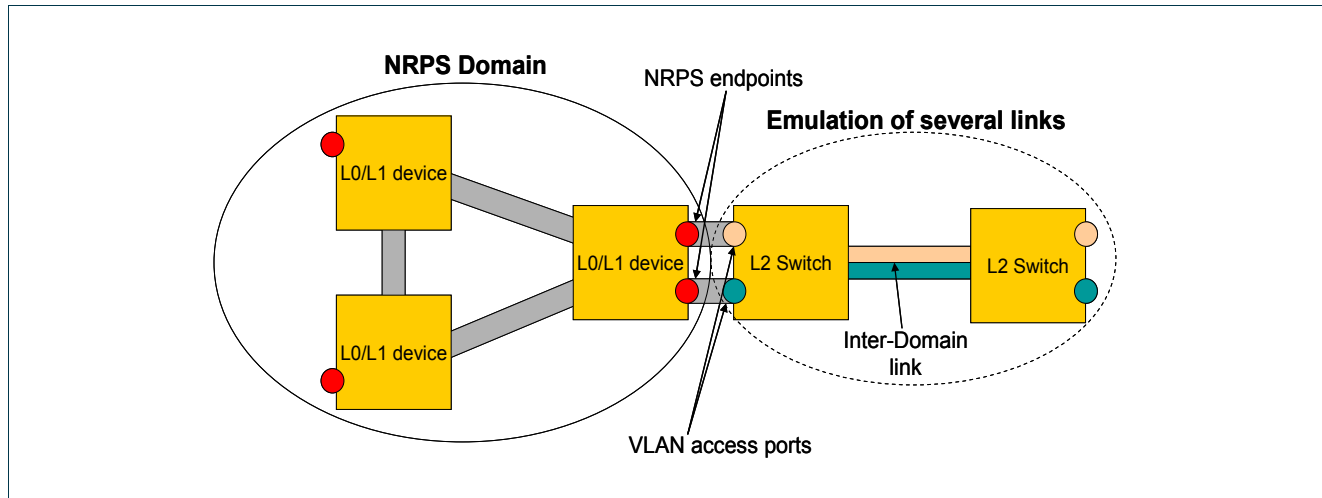 NRPS Domain
NRPS endpoints
Emulation of several links
L0/L1 device
L0/L1 device
L2 Switch
L2 Switch
L0/L1 device
Inter-Domain
link
VLAN access ports